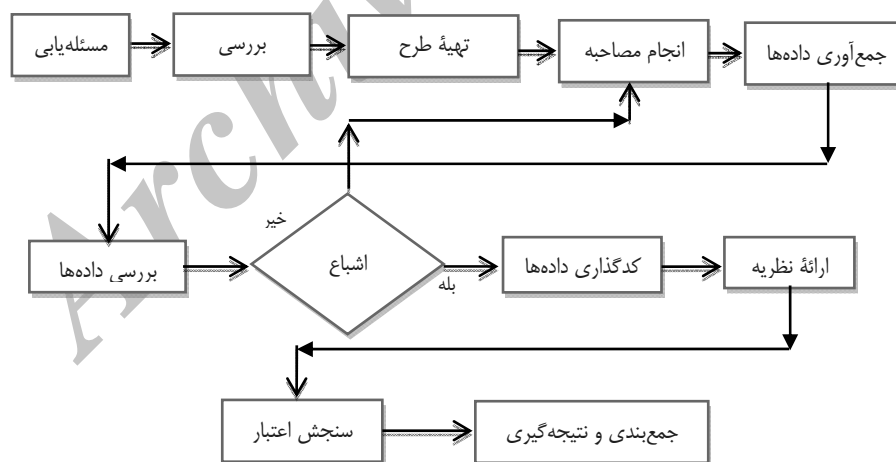 مسئله‌یابی
بررسی
تهیهٔ طرح
انجام مصاحبه
جمع‌آوری داده‌ها
بررسی داده‌ها
خیر
اشباع
بله
کدگذاری داده‌ها
ارائهٔ نظریه
سنجش اعتبار
جمع‌بندی و نتیجه‌گیری
Archiv